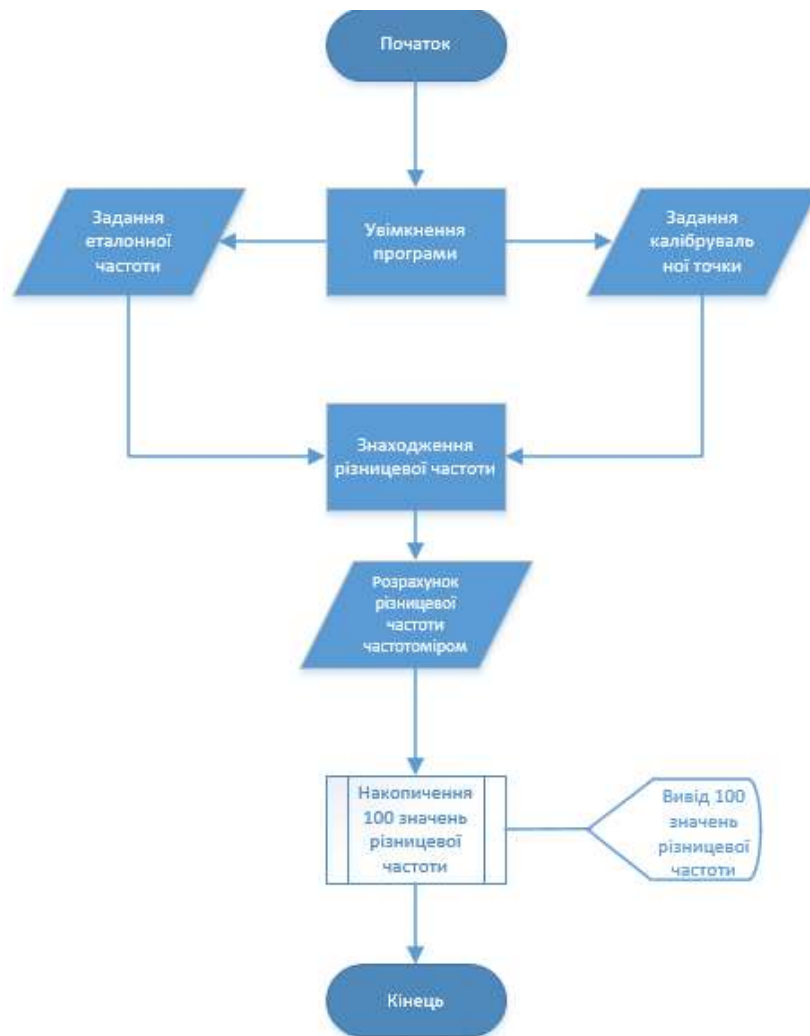 Початок
Задання
еталонної
частоти
Увімкнення
програми
Задання
калібруваль
ної точки
Знаходження
різницевої частоти
Розрахунок
різницевої
частоти
частотоміром
Накопичення
100 значень
різницевої
частоти
Вивід 100
значень
різницевої
частоти
Кінець